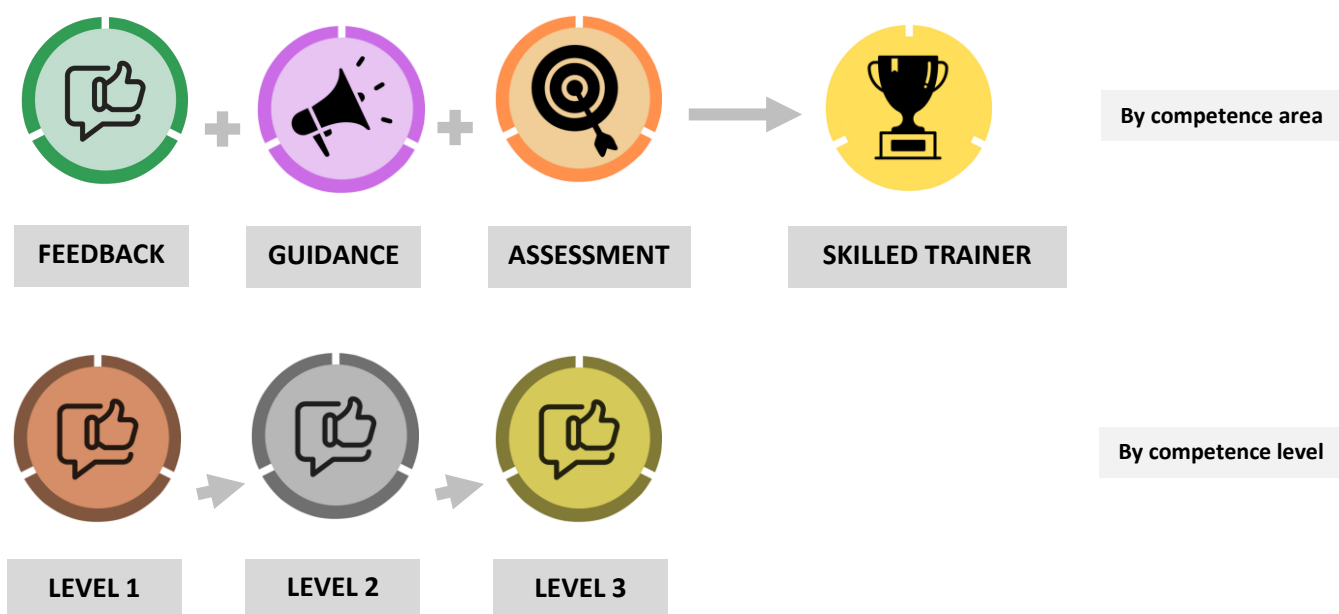 By competence area
FEEDBACK
GUIDANCE
ASSESSMENT
SKILLED TRAINER
By competence level
LEVEL 1
LEVEL 2
LEVEL 3